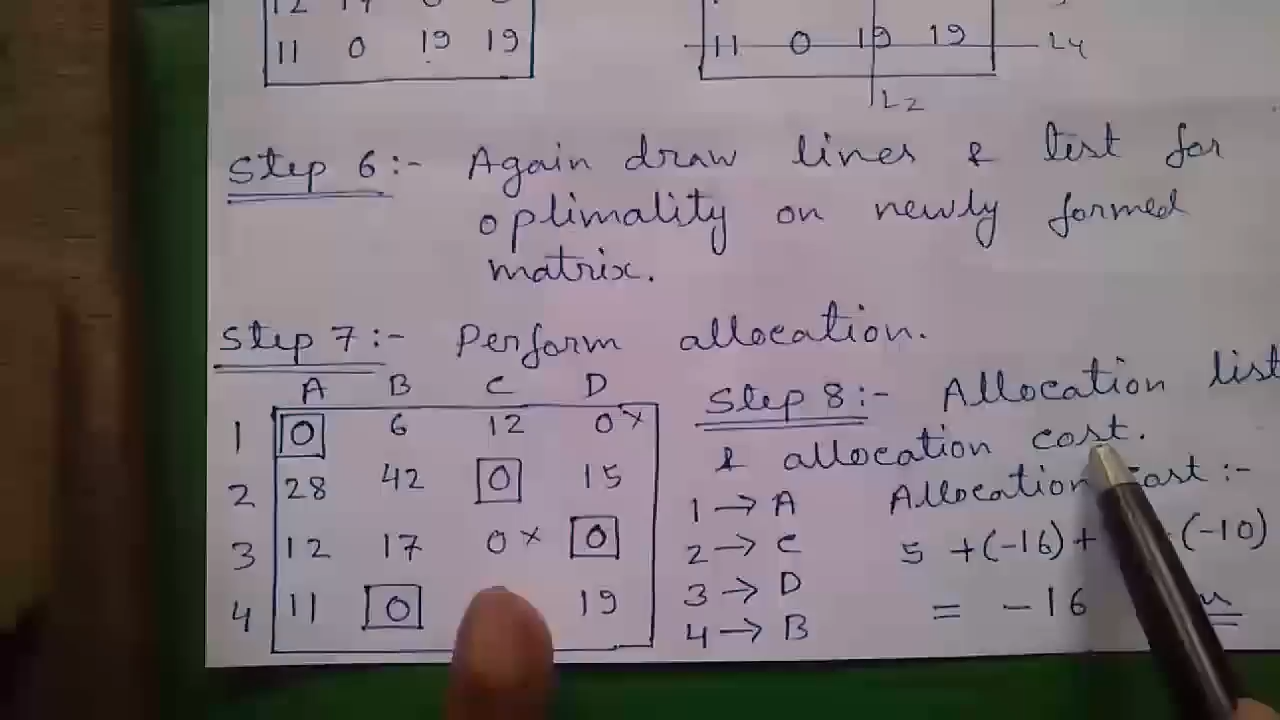 11 0 19 19
11 0 19 19 L4
L2
Step 6:- Again draw lines & test for
optimality on newly formed
matrix.
Step 7:- Perform allocation.
A B C D
1 0 6 12 0×
2 28 42 0 15
3 12 17 0× 0
4 11 0 19
Step 8:- Allocation list
& allocation cost.
Allocation cost:-
1 → A
2 → C
3 → D
4 → B
5 +(-16)+ (-10)
= -16